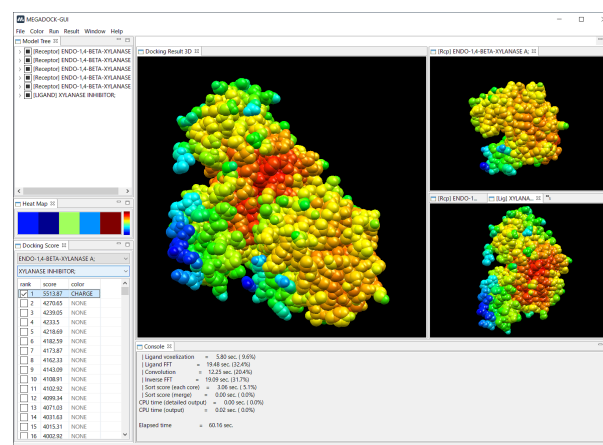 MEGADOCK-GUI
File Color Run Result Window Help
Model Tree
[Receptor] ENDO-1,4-BETA-XYLANASE
[Receptor] ENDO-1,4-BETA-XYLANASE
[Receptor] ENDO-1,4-BETA-XYLANASE
[Receptor] ENDO-1,4-BETA-XYLANASE
[Receptor] ENDO-1,4-BETA-XYLANASE
[LIGAND] XYLANASE INHIBITOR;
Heat Map
Docking Score
ENDO-1,4-BETA-XYLANASE A;
XYLANASE INHIBITOR;
rank score color
1 5513.87 CHARGE
2 4270.65 NONE
3 4239.05 NONE
4 4233.5 NONE
5 4218.69 NONE
6 4182.59 NONE
7 4173.87 NONE
8 4162.33 NONE
9 4143.09 NONE
10 4108.91 NONE
11 4102.92 NONE
12 4099.34 NONE
13 4071.03 NONE
14 4031.63 NONE
15 4015.31 NONE
16 4002.92 NONE
Docking Result 3D
[Rcp] ENDO-1,4-BETA-XYLANASE A;
[Rcp] ENDO-1... [Lig] XYLANA...
Console
| Ligand voxelization = 5.80 sec. ( 9.6%)
| Ligand FFT = 19.48 sec. (32.4%)
| Convolution = 12.25 sec. (20.4%)
| Inverse FFT = 19.09 sec. (31.7%)
| Sort score (each core) = 3.06 sec. ( 5.1%)
| Sort score (merge) = 0.00 sec. ( 0.0%)
CPU time (detailed output) = 0.00 sec. ( 0.0%)
CPU time (output) = 0.02 sec. ( 0.0%)
Elapsed time = 60.16 sec.